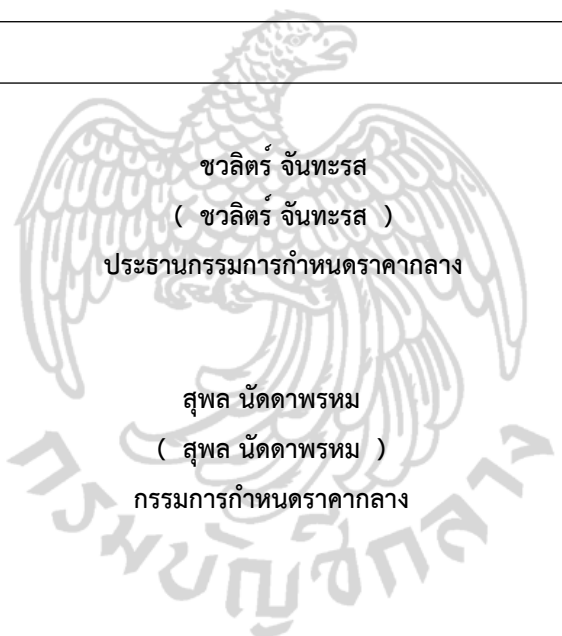 ชวลิตร์ จันทะรส
( ชวลิตร์ จันทะรส )
ประธานกรรมการกำหนดราคากลาง
สุพล นัดดาพรหม
( สุพล นัดดาพรหม )
กรรมการกำหนดราคากลาง
กรมบัญชีกลาง